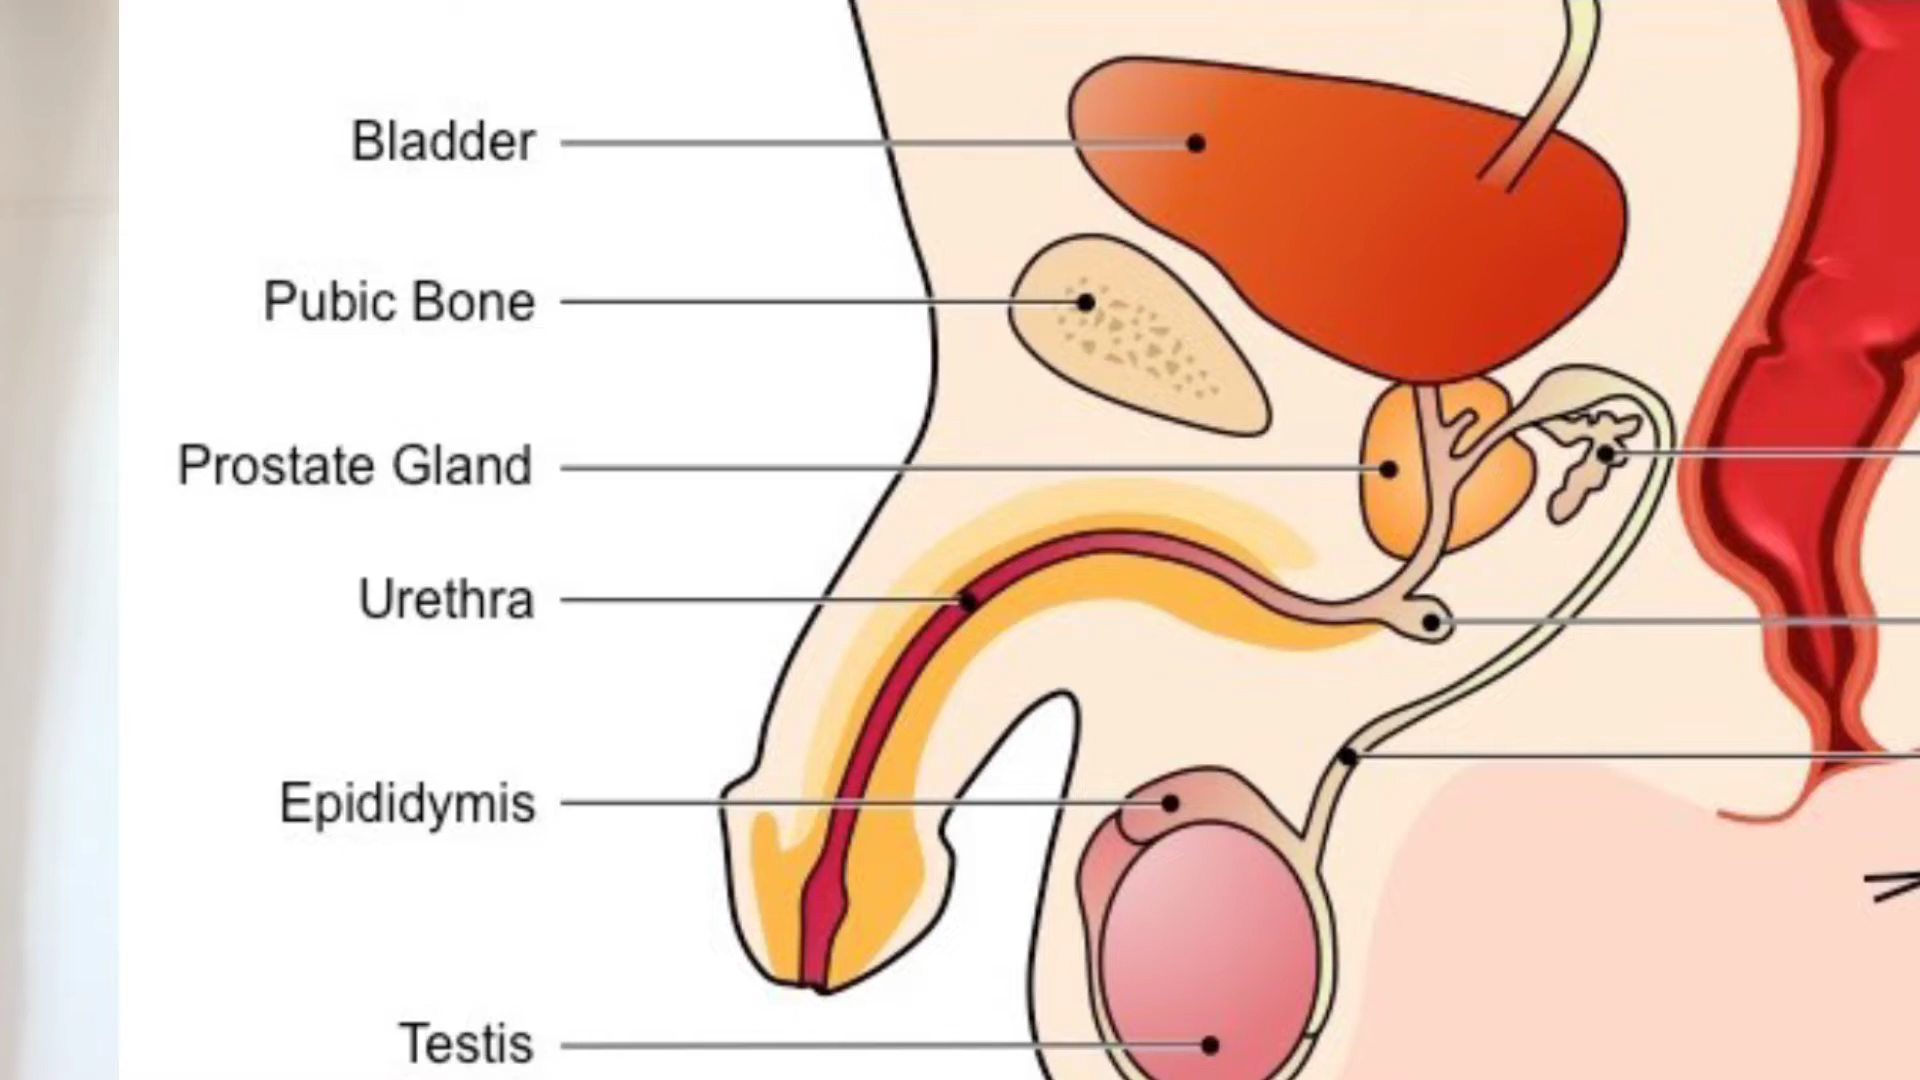 Bladder
Pubic Bone
Prostate Gland
Urethra
Epididymis
Testis